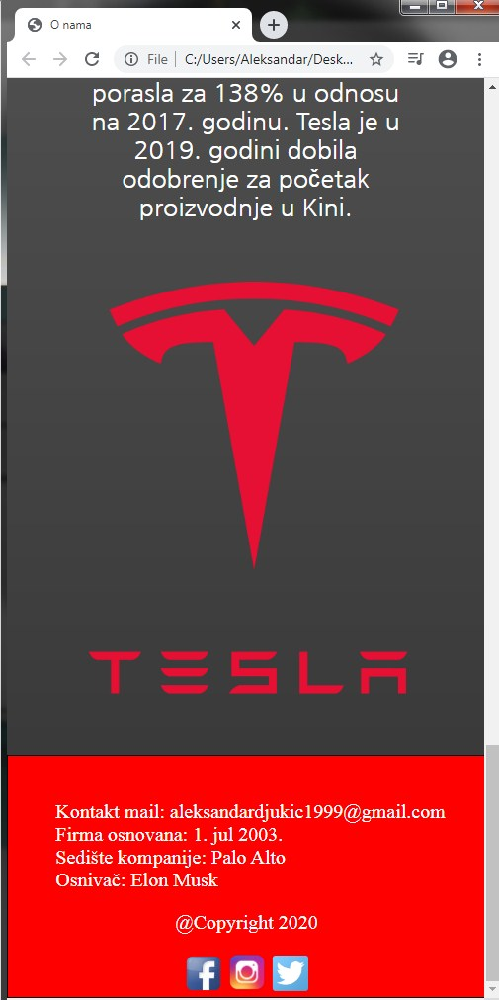 O nama
File
C:/Users/Aleksandar/Desk...
porasla za 138% u odnosu
na 2017. godinu. Tesla je u
2019. godini dobila
odobrenje za početak
proizvodnje u Kini.
TESLA
Kontakt mail: aleksandardjukic1999@gmail.com
Firma osnovana: 1. jul 2003.
Sedište kompanije: Palo Alto
Osnivač: Elon Musk
@Copyright 2020